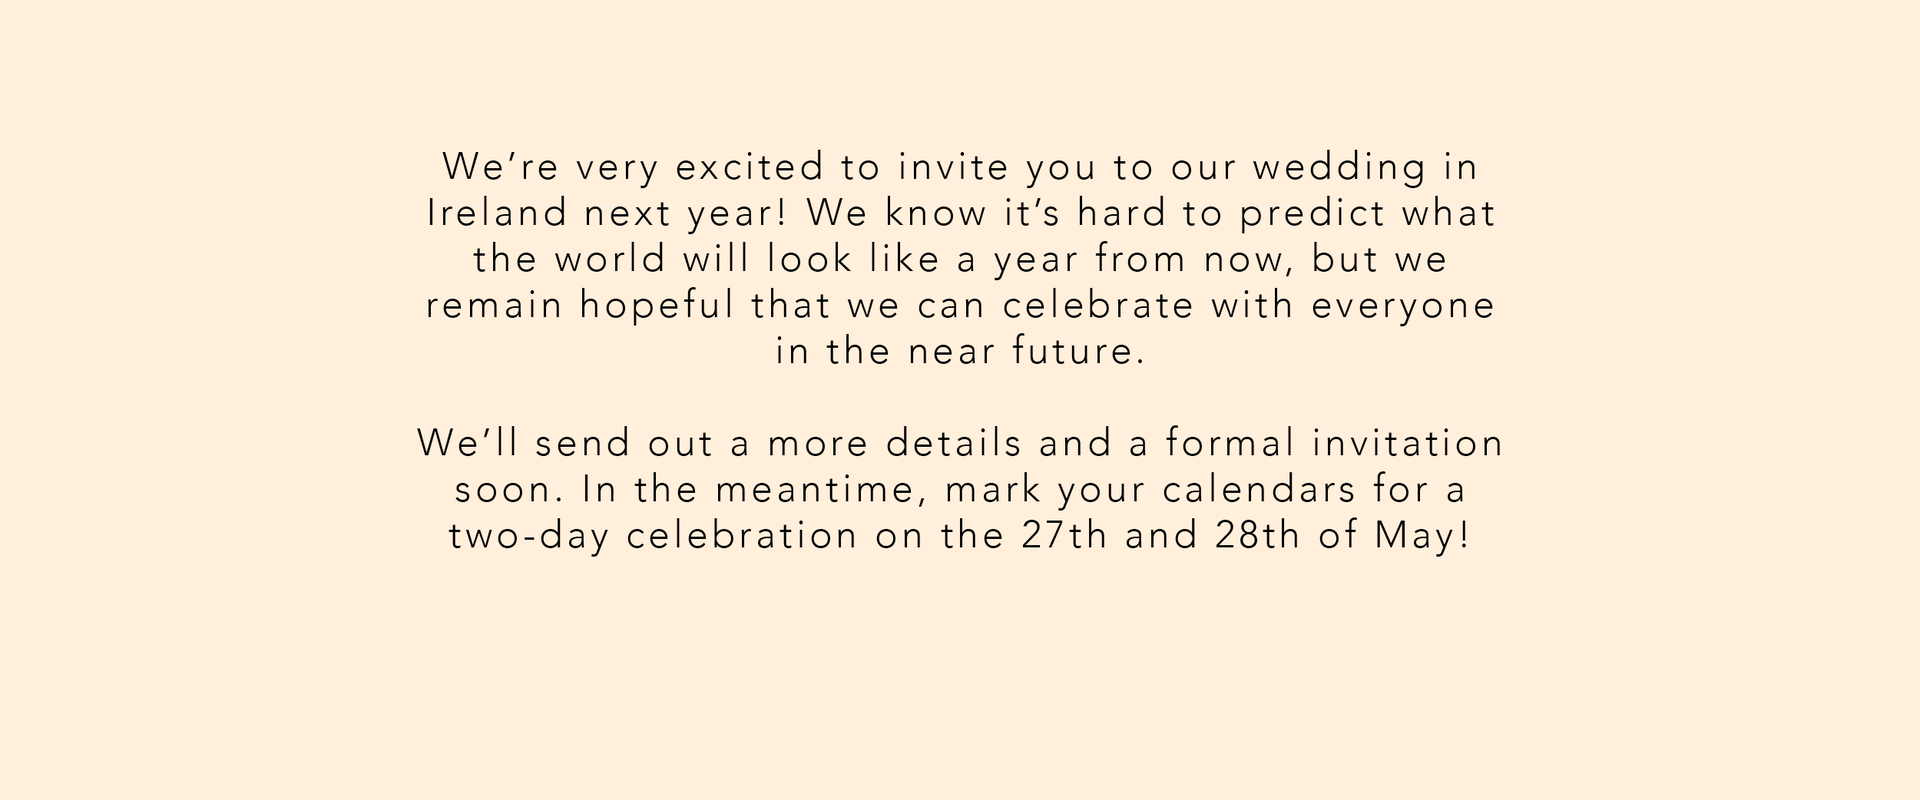 We’re very excited to invite you to our wedding in
Ireland next year! We know it’s hard to predict what
the world will look like a year from now, but we
remain hopeful that we can celebrate with everyone
in the near future.
We’ll send out a more details and a formal invitation
soon. In the meantime, mark your calendars for a
two-day celebration on the 27th and 28th of May!